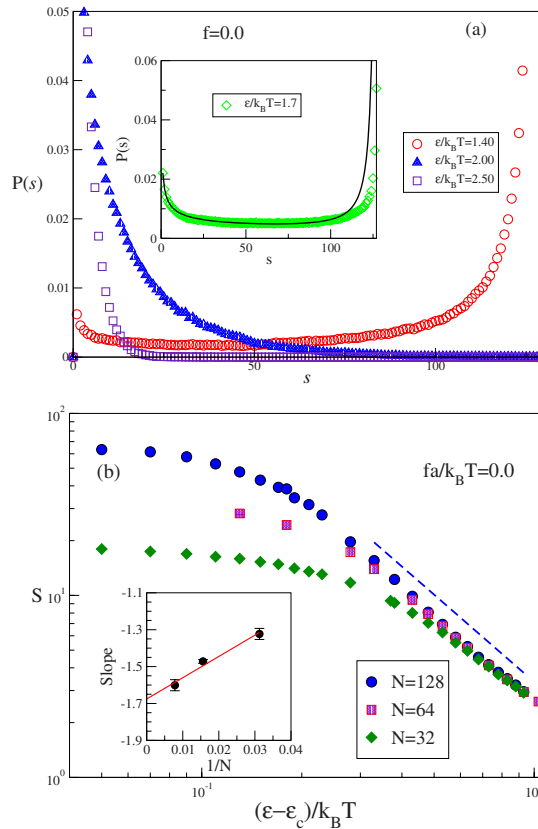 0.05
f=0.0
(a)
0.04
0.03
P(s)
0.02
0.01
0
0
50
100
s
0.06
0.04
P(s)
0.02
0
0
50
100
s
ε/k_BT=1.7
ε/k_BT=1.40
ε/k_BT=2.00
ε/k_BT=2.50
10^2
(b)
fa/k_BT=0.0
S
10^1
10^0
10^-1
(ε−ε_c)/k_BT
-1.1
-1.3
Slope
-1.5
-1.7
-1.9
0
0.01
0.02
0.03
0.04
1/N
N=128
N=64
N=32